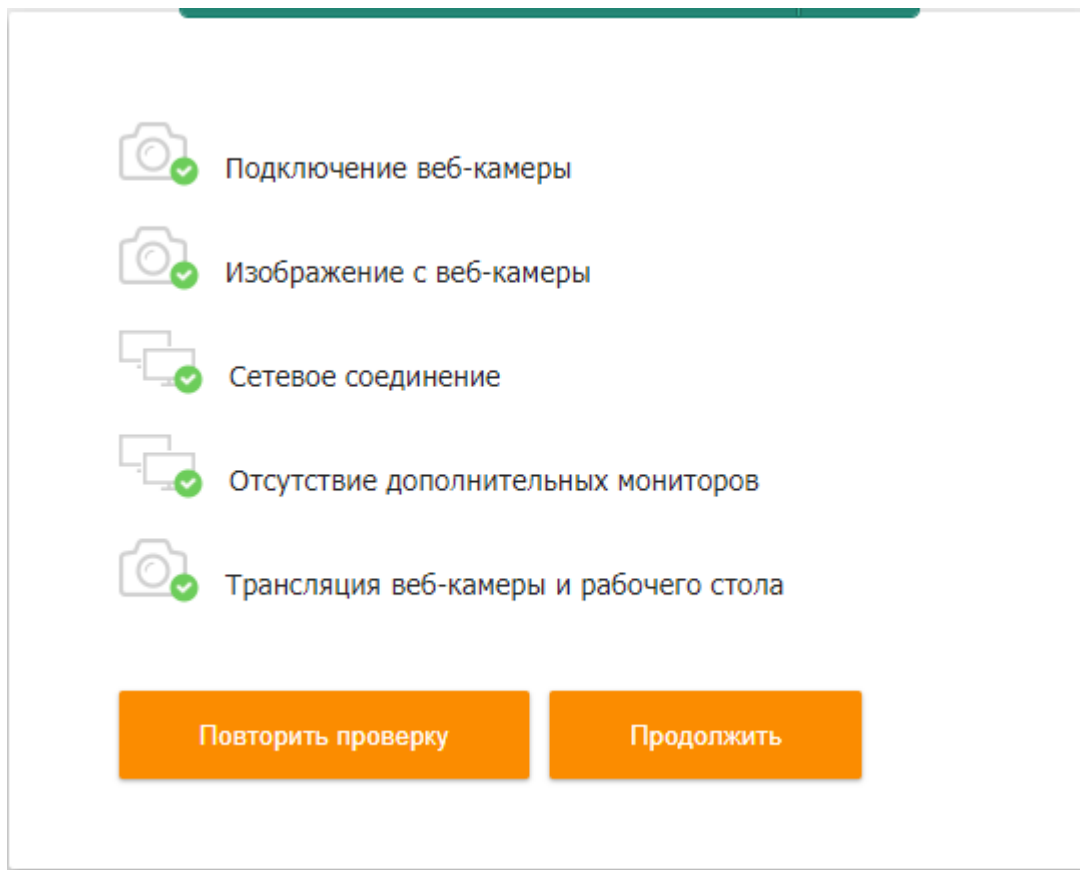 Подключение веб-камеры
Изображение с веб-камеры
Сетевое соединение
Отсутствие дополнительных мониторов
Трансляция веб-камеры и рабочего стола
Повторить проверку
Продолжить